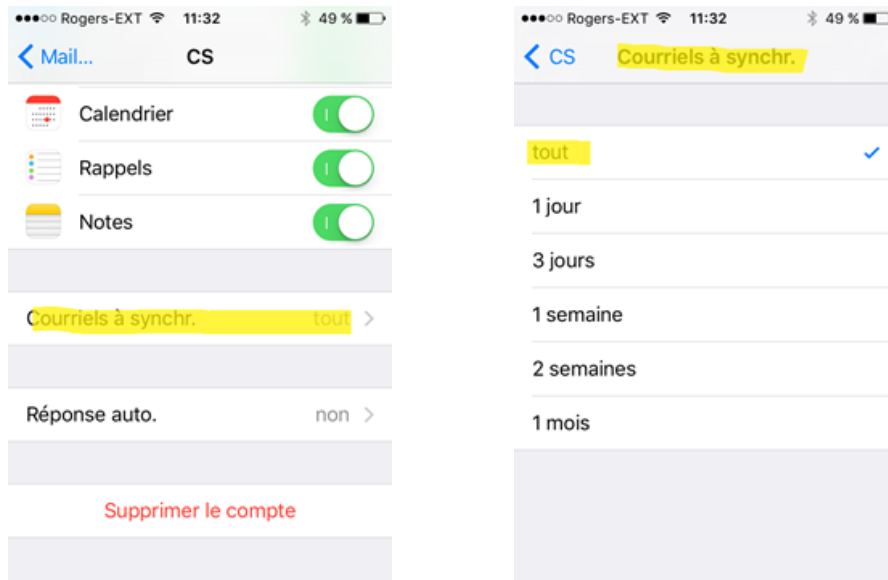 Rogers-EXT 11:32 49 %
Mail... CS
Calendrier
Rappels
Notes
Courriels à synchr. tout
Réponse auto. non
Supprimer le compte
Rogers-EXT 11:32 49 %
CS Courriels à synchr.
tout
1 jour
3 jours
1 semaine
2 semaines
1 mois